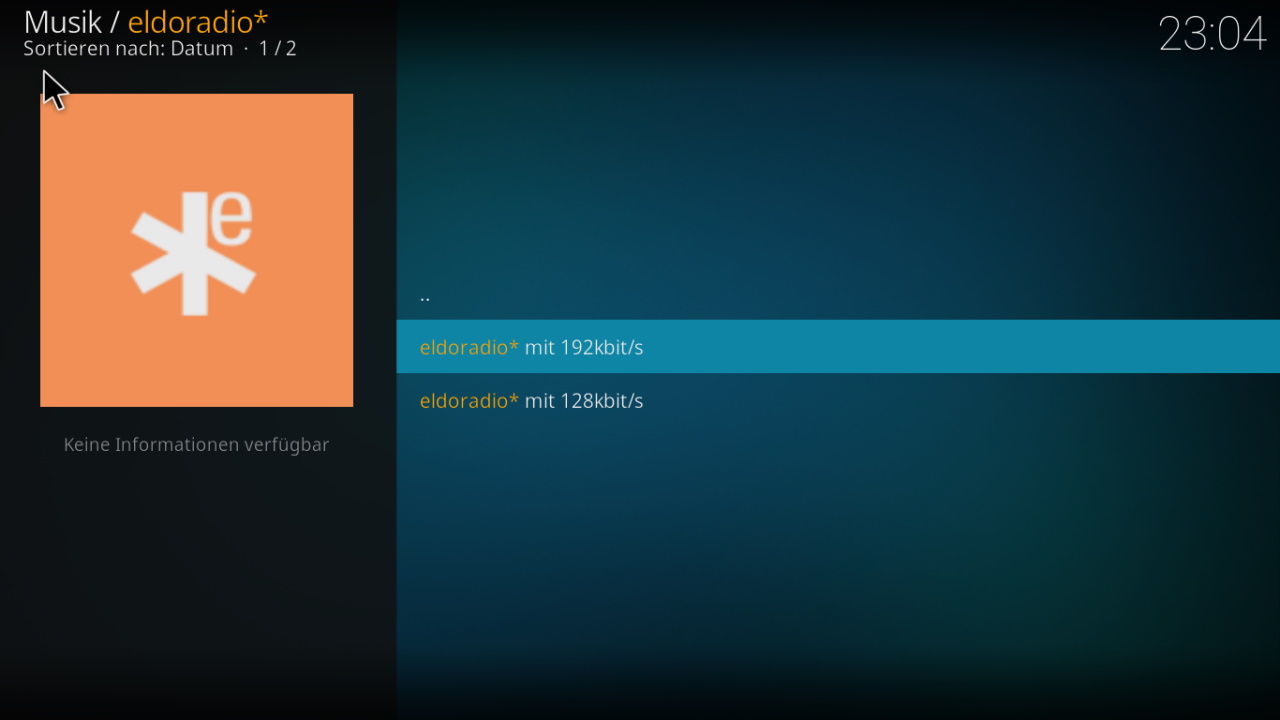 Musik / eldoradio*
Sortieren nach: Datum · 1 / 2
23:04
e
Keine Informationen verfügbar
..
eldoradio* mit 192kbit/s
eldoradio* mit 128kbit/s